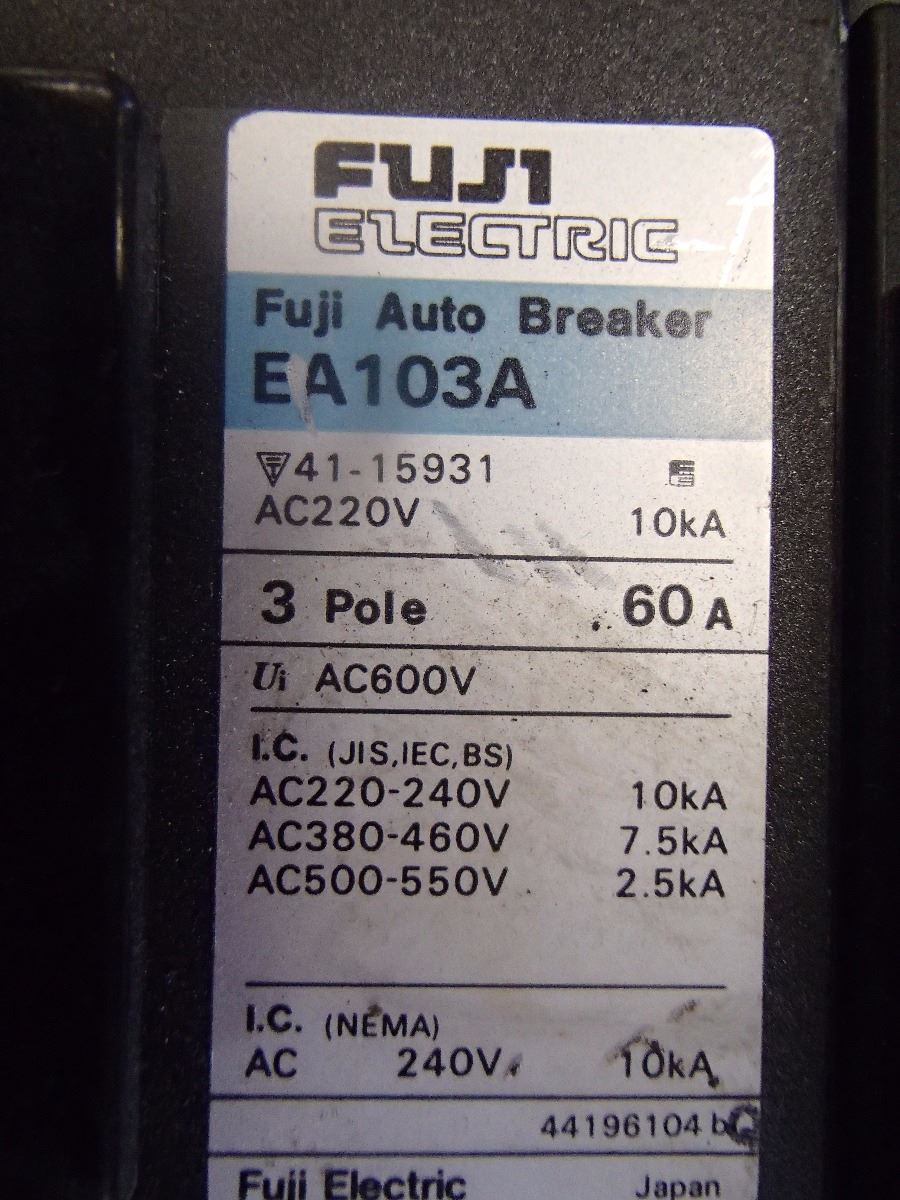 FUJI
ELECTRIC
Fuji Auto Breaker
EA103A
41-15931
AC220V 10kA
3 Pole 60 A
Ui AC600V
I.C. (JIS,IEC,BS)
AC220-240V 10kA
AC380-460V 7.5kA
AC500-550V 2.5kA
I.C. (NEMA)
AC 240V 10kA
44196104 b
Fuji Electric Japan